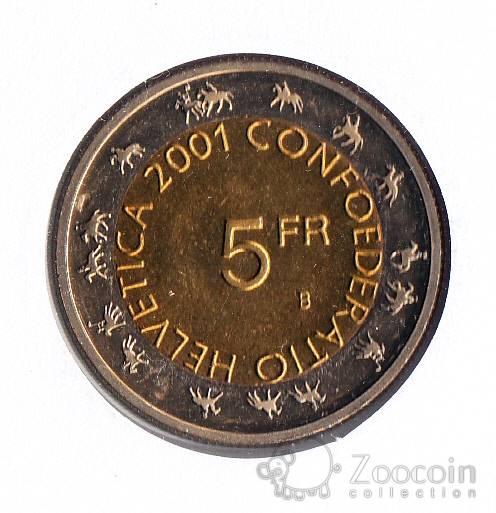 CONFOEDERATIO HELVETICA 2001
5 FR
B
Zoocoin
collection